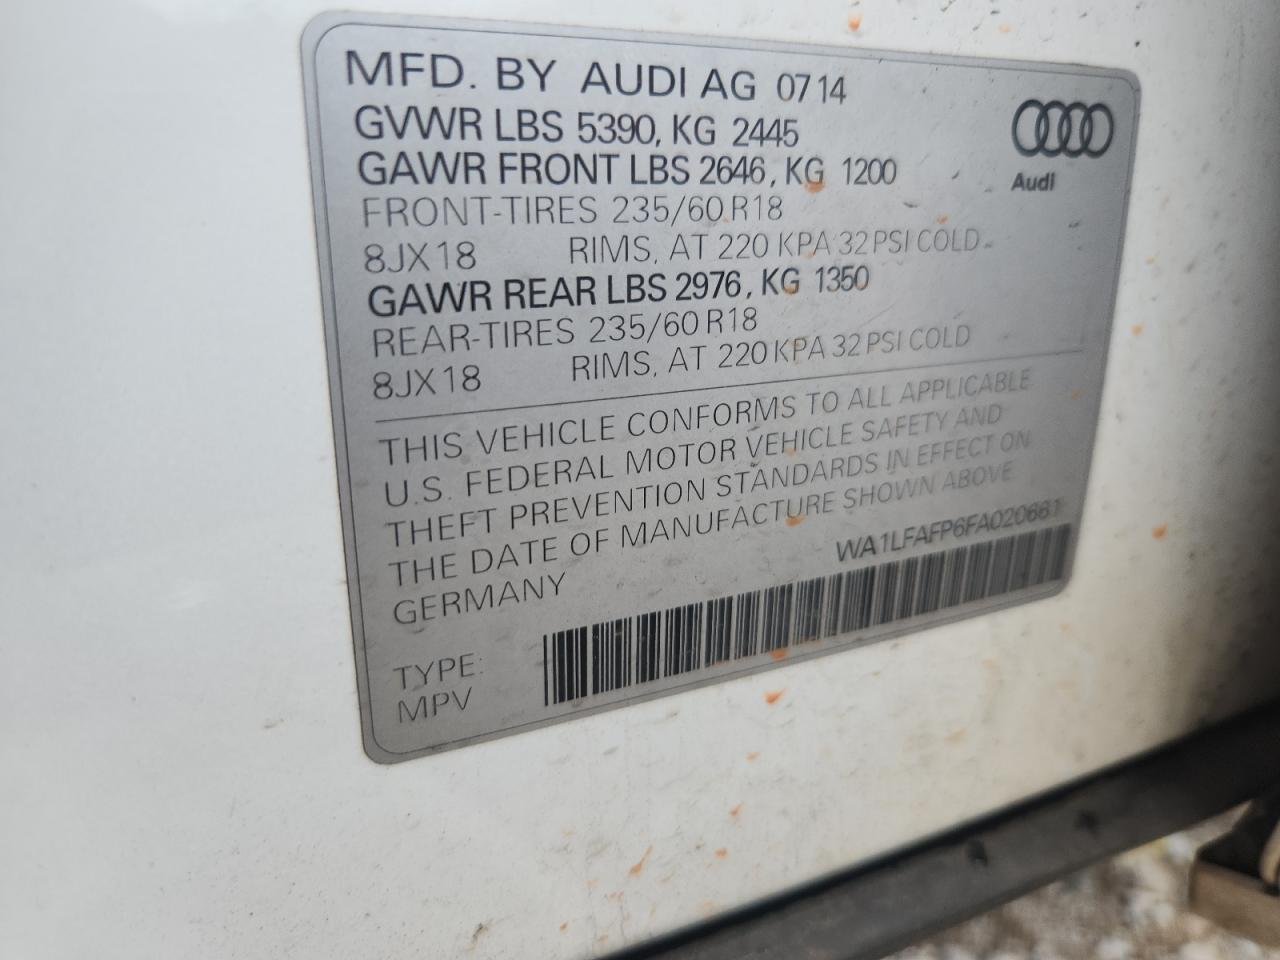 MFD. BY AUDI AG 07 14
GVWR LBS 5390, KG 2445
GAWR FRONT LBS 2646, KG 1200
FRONT-TIRES 235/60 R18
8JX18 RIMS, AT 220 KPA 32 PSI COLD
GAWR REAR LBS 2976, KG 1350
REAR-TIRES 235/60 R18
8JX18 RIMS, AT 220 KPA 32 PSI COLD
Audi
THIS VEHICLE CONFORMS TO ALL APPLICABLE
U.S. FEDERAL MOTOR VEHICLE SAFETY AND
THEFT PREVENTION STANDARDS IN EFFECT ON
THE DATE OF MANUFACTURE SHOWN ABOVE
GERMANY
WA1LFAFP6FA020661
TYPE:
MPV